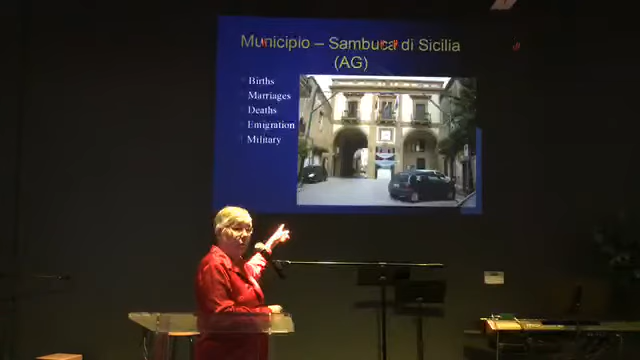 Municipio – Sambuca di Sicilia
(AG)
Births
Marriages
Deaths
Emigration
Military